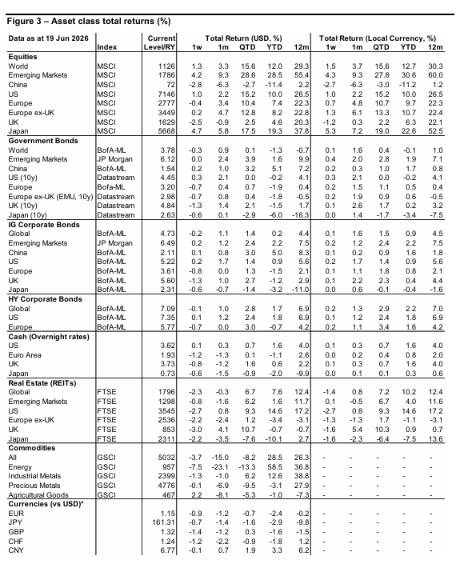 Figure 3 – Asset class total returns (%)
Data as at 19 Jun 2026 Current Total Return (USD, %) Total Return (Local Currency, %)
Index Level/RY 1w 1m QTD YTD 12m 1w 1m QTD YTD 12m
Equities
World MSCI 1126 1.3 3.3 15.6 12.0 29.3 1.5 3.7 15.6 12.7 30.3
Emerging Markets MSCI 1786 4.2 9.3 28.6 28.5 55.4 4.3 9.3 27.8 30.6 60.0
China MSCI 72 -2.8 -6.3 -2.7 -11.4 2.2 -2.7 -6.3 -3.0 -11.2 1.2
US MSCI 7146 1.0 2.2 15.2 10.0 26.5 1.0 2.2 15.2 10.0 26.5
Europe MSCI 2777 -0.4 3.4 10.4 7.4 22.3 0.7 4.8 10.7 9.7 22.3
Europe ex-UK MSCI 3449 0.2 4.7 12.8 8.2 22.8 1.3 6.1 13.3 10.7 22.4
UK MSCI 1629 -2.5 -0.9 2.5 4.6 20.3 -1.2 0.3 2.2 6.3 22.1
Japan MSCI 5668 4.7 5.8 17.5 19.3 37.8 5.3 7.2 19.0 22.6 52.5
Government Bonds
World BofA-ML 3.78 -0.3 0.9 0.1 -1.3 -0.7 0.1 1.6 0.4 -0.1 1.0
Emerging Markets JP Morgan 6.12 0.0 2.4 3.9 1.6 9.9 0.4 2.0 2.8 1.9 7.1
China BofA-ML 1.54 0.2 1.0 3.2 5.1 7.2 0.2 0.3 1.0 1.7 0.8
US (10y) Datastream 4.45 0.3 2.1 0.0 -0.2 4.1 0.3 2.1 0.0 -0.2 4.1
Europe BofA-ML 3.20 -0.7 0.4 0.7 -1.9 0.4 0.2 1.5 1.1 0.5 0.4
Europe ex-UK (EMU, 10y) Datastream 2.98 -0.7 0.8 0.4 -1.8 -0.5 0.2 1.9 0.9 0.6 -0.5
UK (10y) Datastream 4.84 -1.3 1.4 2.1 -1.5 1.7 0.1 2.6 1.7 0.2 3.2
Japan (10y) Datastream 2.63 -0.6 0.1 -2.9 -6.0 -16.3 0.0 1.4 -1.7 -3.4 -7.5
IG Corporate Bonds
Global BofA-ML 4.73 -0.2 1.1 1.4 0.2 4.4 0.1 1.6 1.5 0.9 4.5
Emerging Markets JP Morgan 6.49 0.2 1.2 2.4 2.2 7.5 0.2 1.2 2.4 2.2 7.5
China BofA-ML 2.11 0.1 0.8 3.0 5.0 8.3 0.1 0.2 0.9 1.6 1.8
US BofA-ML 5.22 0.2 1.7 1.4 0.9 5.6 0.2 1.7 1.4 0.9 5.6
Europe BofA-ML 3.61 -0.8 0.0 1.3 -1.5 2.1 0.1 1.1 1.8 0.8 2.1
UK BofA-ML 5.60 -1.3 1.0 2.7 -1.2 2.9 0.1 2.2 2.3 0.4 4.4
Japan BofA-ML 2.31 -0.6 -0.7 -1.4 -3.2 -11.0 0.0 0.6 -0.1 -0.4 -1.6
HY Corporate Bonds
Global BofA-ML 7.09 -0.1 1.0 2.8 1.7 6.9 0.2 1.3 2.9 2.2 7.0
US BofA-ML 7.35 0.1 1.2 2.4 1.8 6.9 0.1 1.2 2.4 1.8 6.9
Europe BofA-ML 5.77 -0.7 0.0 3.0 -0.7 4.2 0.2 1.1 3.4 1.6 4.2
Cash (Overnight rates)
US 3.62 0.1 0.3 0.7 1.6 4.0 0.1 0.3 0.7 1.6 4.0
Euro Area 1.93 -1.2 -1.3 0.1 -1.1 2.6 0.0 0.2 0.4 0.8 2.0
UK 3.73 -0.8 -1.2 1.6 0.6 2.2 0.1 0.3 0.7 1.6 4.0
Japan 0.73 -0.6 -1.5 -0.9 -2.0 -9.9 0.0 0.1 0.1 0.3 0.6
Real Estate (REITs)
Global FTSE 1796 -2.3 -0.3 6.7 7.6 12.4 -1.4 0.8 7.2 10.2 12.4
Emerging Markets FTSE 1298 -0.8 -1.6 6.2 1.6 11.7 0.1 -0.5 6.7 4.0 11.6
US FTSE 3545 -2.7 0.8 9.3 14.6 17.2 -2.7 0.8 9.3 14.6 17.2
Europe ex-UK FTSE 2536 -2.2 -2.4 1.2 -3.4 -3.1 -1.3 -1.3 1.7 -1.1 -3.1
UK FTSE 853 -3.0 4.1 10.7 -0.7 -0.7 -1.6 5.4 10.3 0.9 0.7
Japan FTSE 2311 -2.2 -3.5 -7.6 -10.1 2.7 -1.6 -2.3 -6.4 -7.5 13.6
Commodities
All GSCI 5032 -3.7 -15.0 -8.2 28.5 26.3 - - - - -
Energy GSCI 957 -7.5 -23.1 -13.3 58.5 36.8 - - - - -
Industrial Metals GSCI 2399 -1.3 -1.0 6.2 12.6 38.8 - - - - -
Precious Metals GSCI 4776 -0.1 -6.9 -9.5 -3.1 27.9 - - - - -
Agricultural Goods GSCI 467 2.2 -8.1 -5.3 -1.0 -7.3 - - - - -
Currencies (vs USD)*
EUR 1.15 -0.9 -1.2 -0.7 -2.4 -0.2 - - - - -
JPY 161.31 -0.7 -1.4 -1.6 -2.9 -9.8 - - - - -
GBP 1.32 -1.4 -1.2 0.3 -1.6 -1.5 - - - - -
CHF 1.24 -1.2 -2.2 -0.9 -1.8 1.2 - - - - -
CNY 6.77 -0.1 0.7 1.9 3.3 6.2 - - - - -